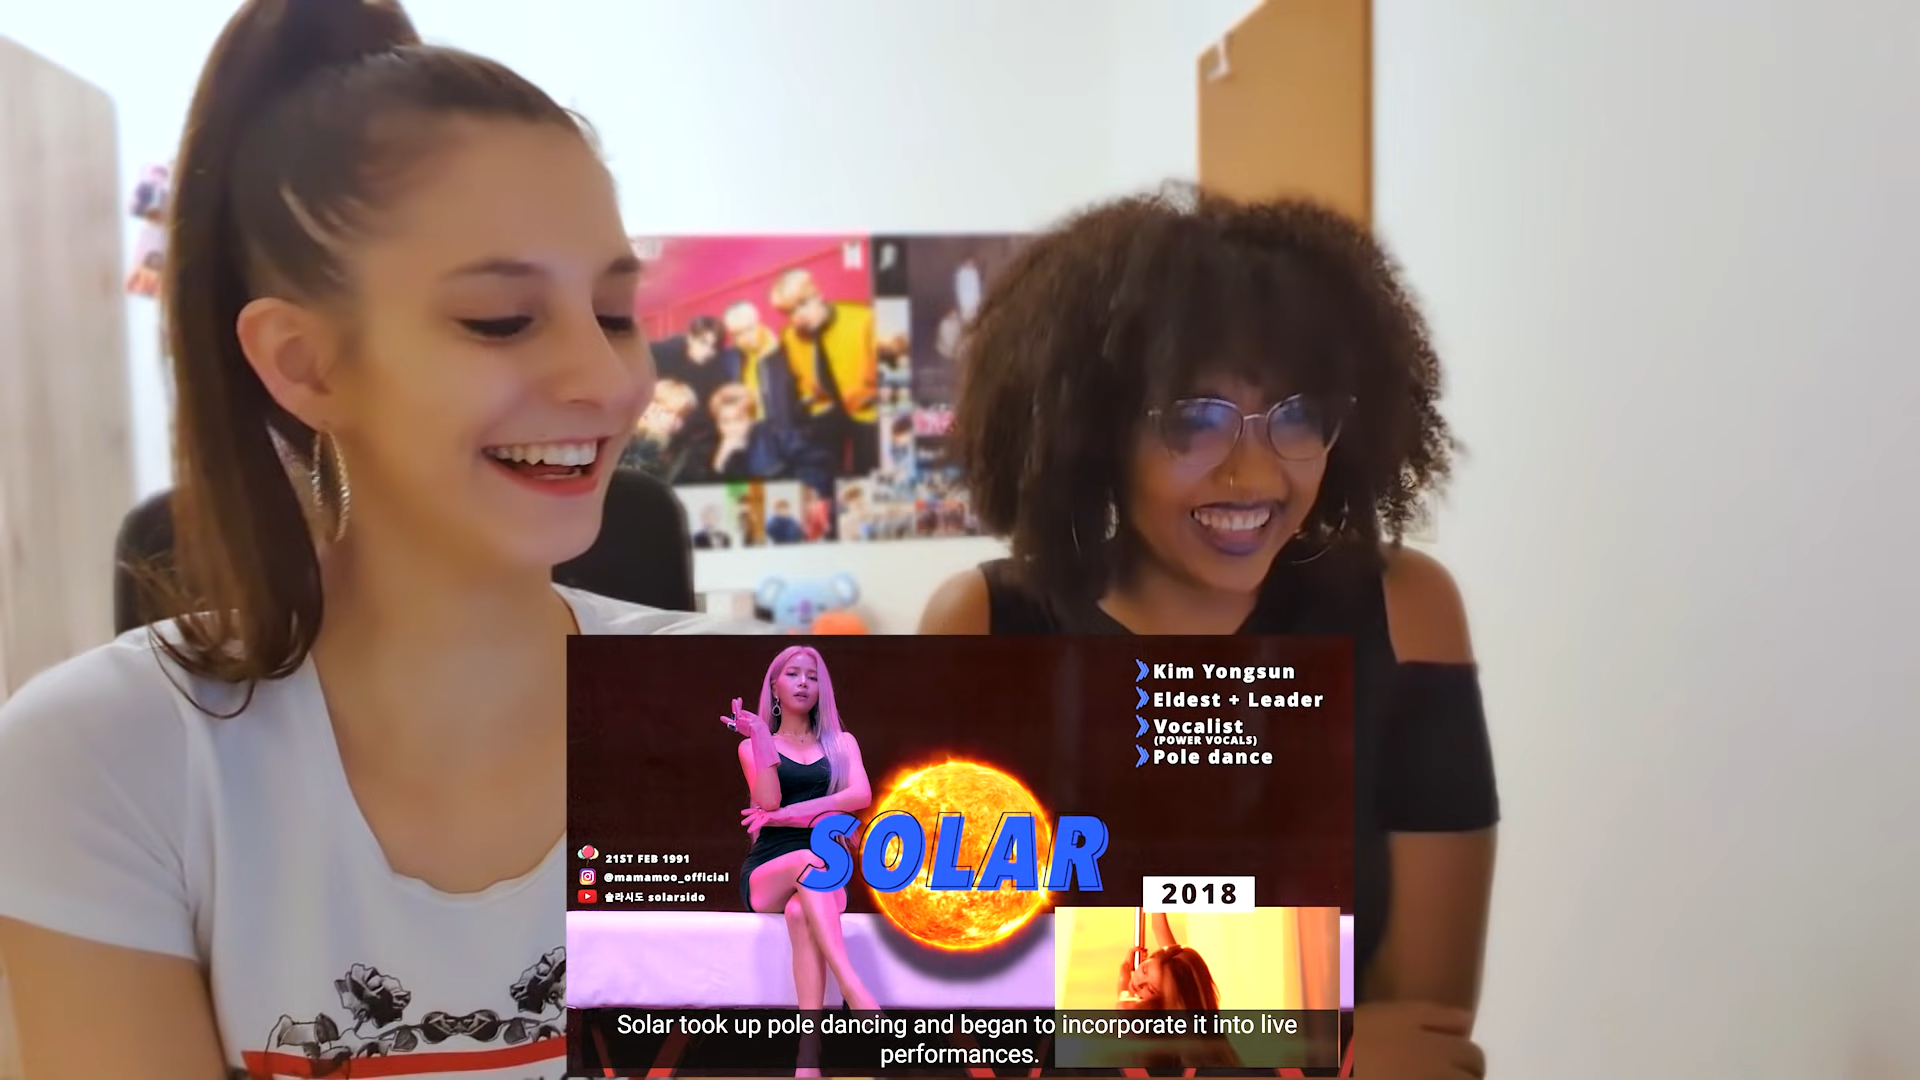 Kim Yongsun
Eldest + Leader
Vocalist
(POWER VOCALS)
Pole dance
SOLAR
21ST FEB 1991
@mamamoo_official
솔라시도 solarsido
2018
Solar took up pole dancing and began to incorporate it into live
performances.